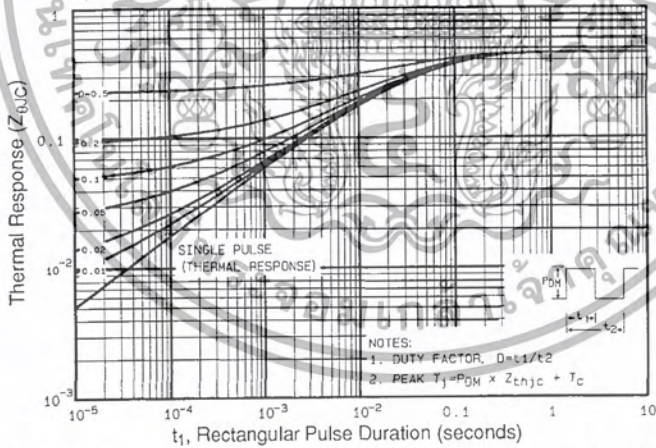 Thermal Response (ZθJC)
1
0.1
10-2
10-3
D=0.5
0.2
0.1
0.05
0.02
0.01
SINGLE PULSE
(THERMAL RESPONSE)
PDM
t1
t2
NOTES:
1. DUTY FACTOR, D=t1/t2
2. PEAK Tj=PDM x Zthjc + Tc
10-5
10-4
10-3
10-2
0.1
1
10
t1, Rectangular Pulse Duration (seconds)